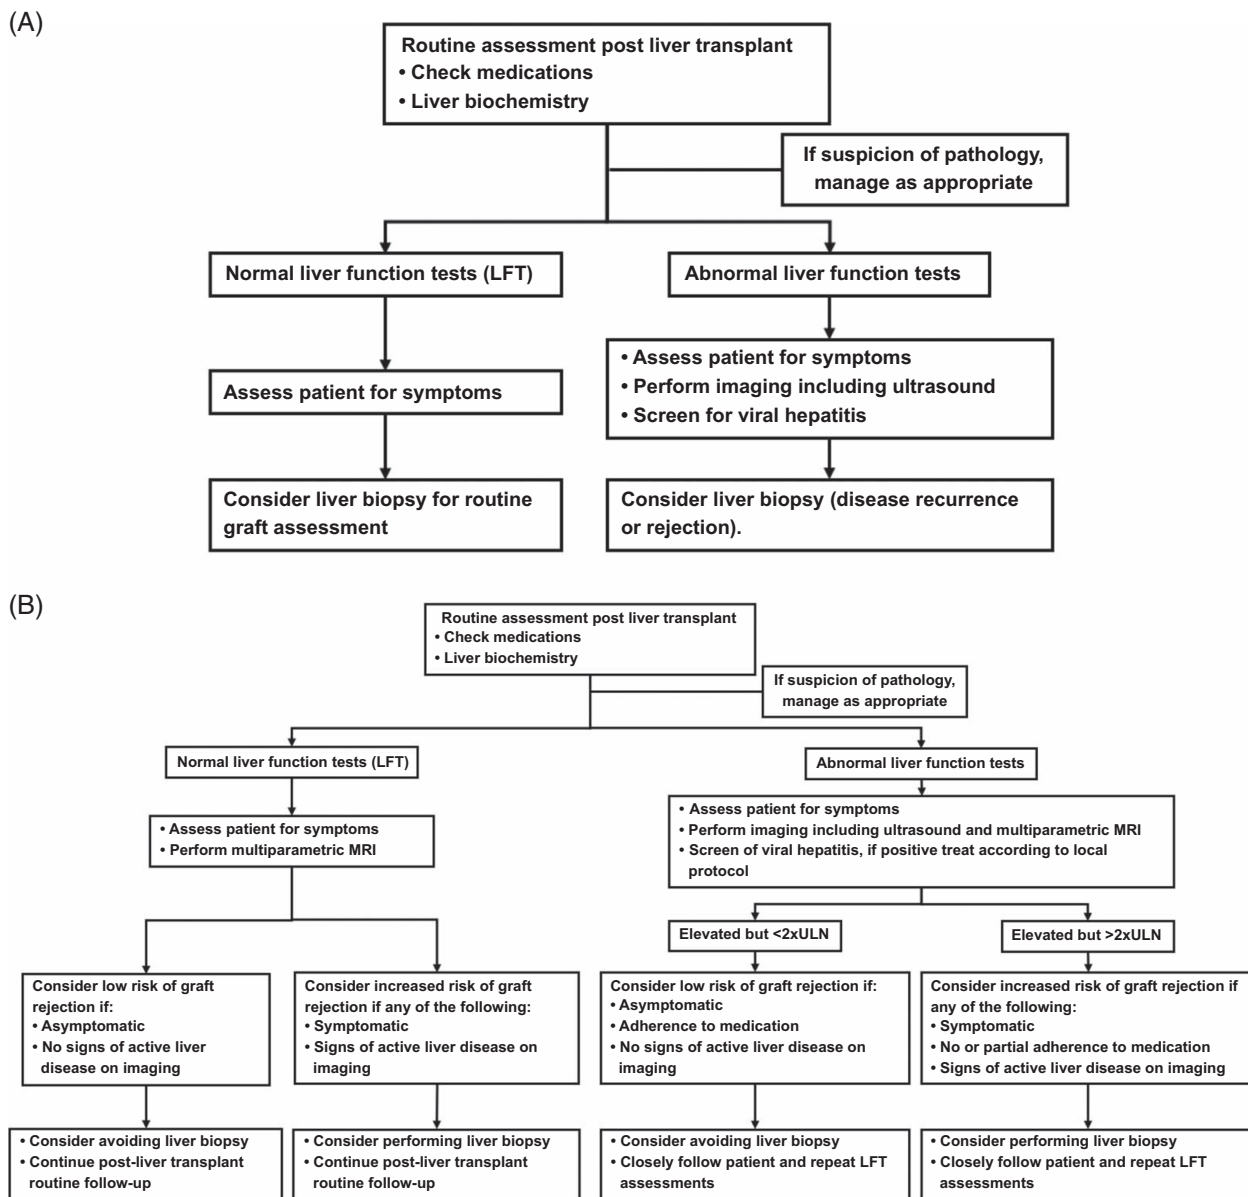 (A)
Routine assessment post liver transplant
• Check medications
• Liver biochemistry
If suspicion of pathology,
manage as appropriate
Normal liver function tests (LFT)
Abnormal liver function tests
Assess patient for symptoms
• Assess patient for symptoms
• Perform imaging including ultrasound
• Screen for viral hepatitis
Consider liver biopsy for routine
graft assessment
Consider liver biopsy (disease recurrence
or rejection).
(B)
Routine assessment post liver transplant
• Check medications
• Liver biochemistry
If suspicion of pathology,
manage as appropriate
Normal liver function tests (LFT)
Abnormal liver function tests
• Assess patient for symptoms
• Perform multiparametric MRI
• Assess patient for symptoms
• Perform imaging including ultrasound and multiparametric MRI
• Screen of viral hepatitis, if positive treat according to local
protocol
Elevated but <2xULN
Elevated but >2xULN
Consider low risk of graft
rejection if:
• Asymptomatic
• No signs of active liver
disease on imaging
Consider increased risk of graft
rejection if any of the following:
• Symptomatic
• Signs of active liver disease on
imaging
Consider low risk of graft rejection if:
• Asymptomatic
• Adherence to medication
• No signs of active liver disease on
imaging
Consider increased risk of graft rejection if
any of the following:
• Symptomatic
• No or partial adherence to medication
• Signs of active liver disease on imaging
• Consider avoiding liver biopsy
• Continue post-liver transplant
routine follow-up
• Consider performing liver biopsy
• Continue post-liver transplant
routine follow-up
• Consider avoiding liver biopsy
• Closely follow patient and repeat LFT
assessments
• Consider performing liver biopsy
• Closely follow patient and repeat LFT
assessments